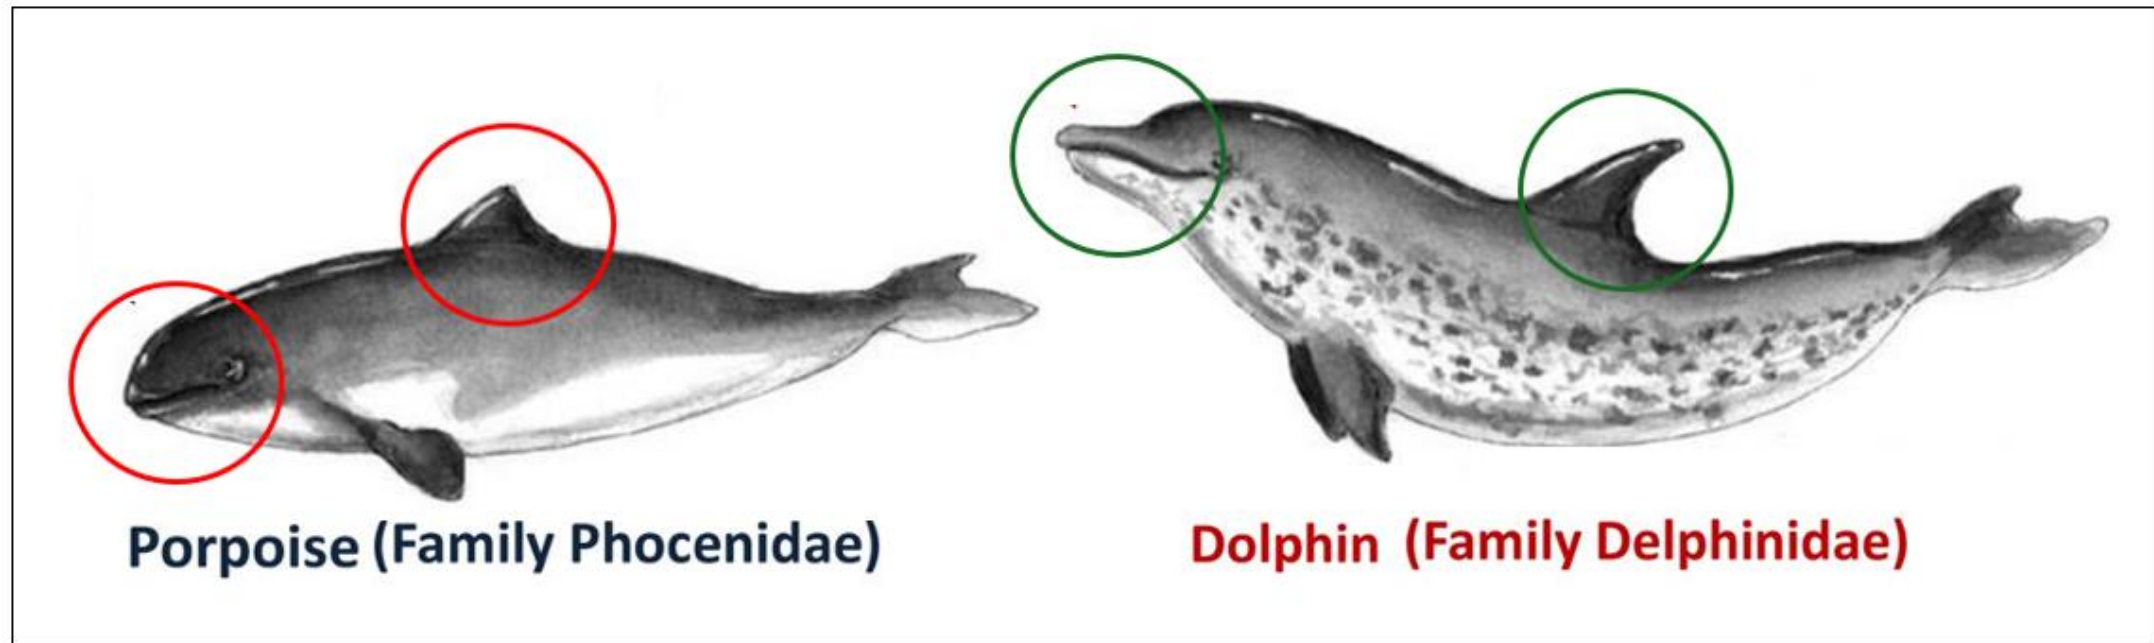 Porpoise (Family Phocenidae)
Dolphin (Family Delphinidae)